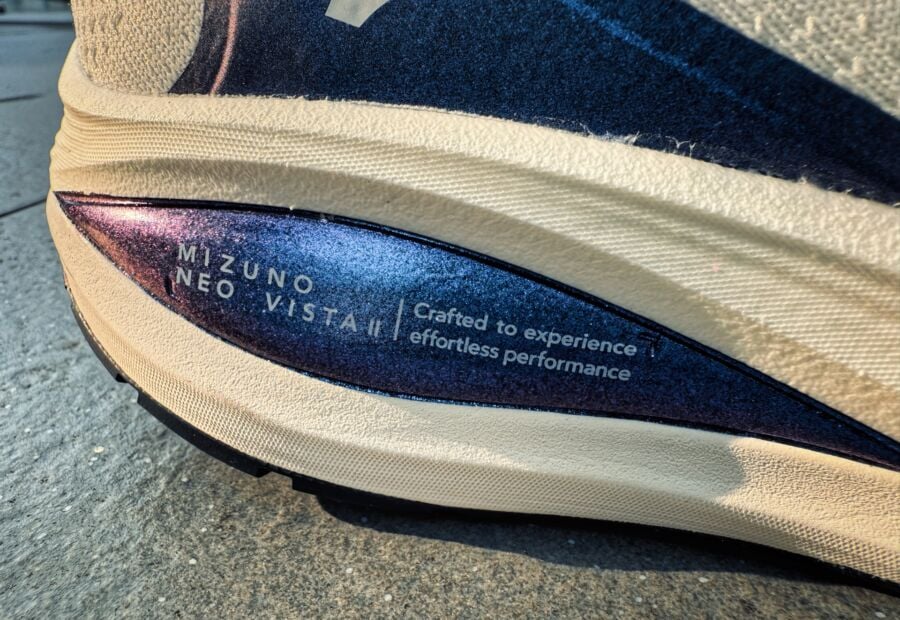 MIZUNO
NEO VISTA II
Crafted to experience
effortless performance